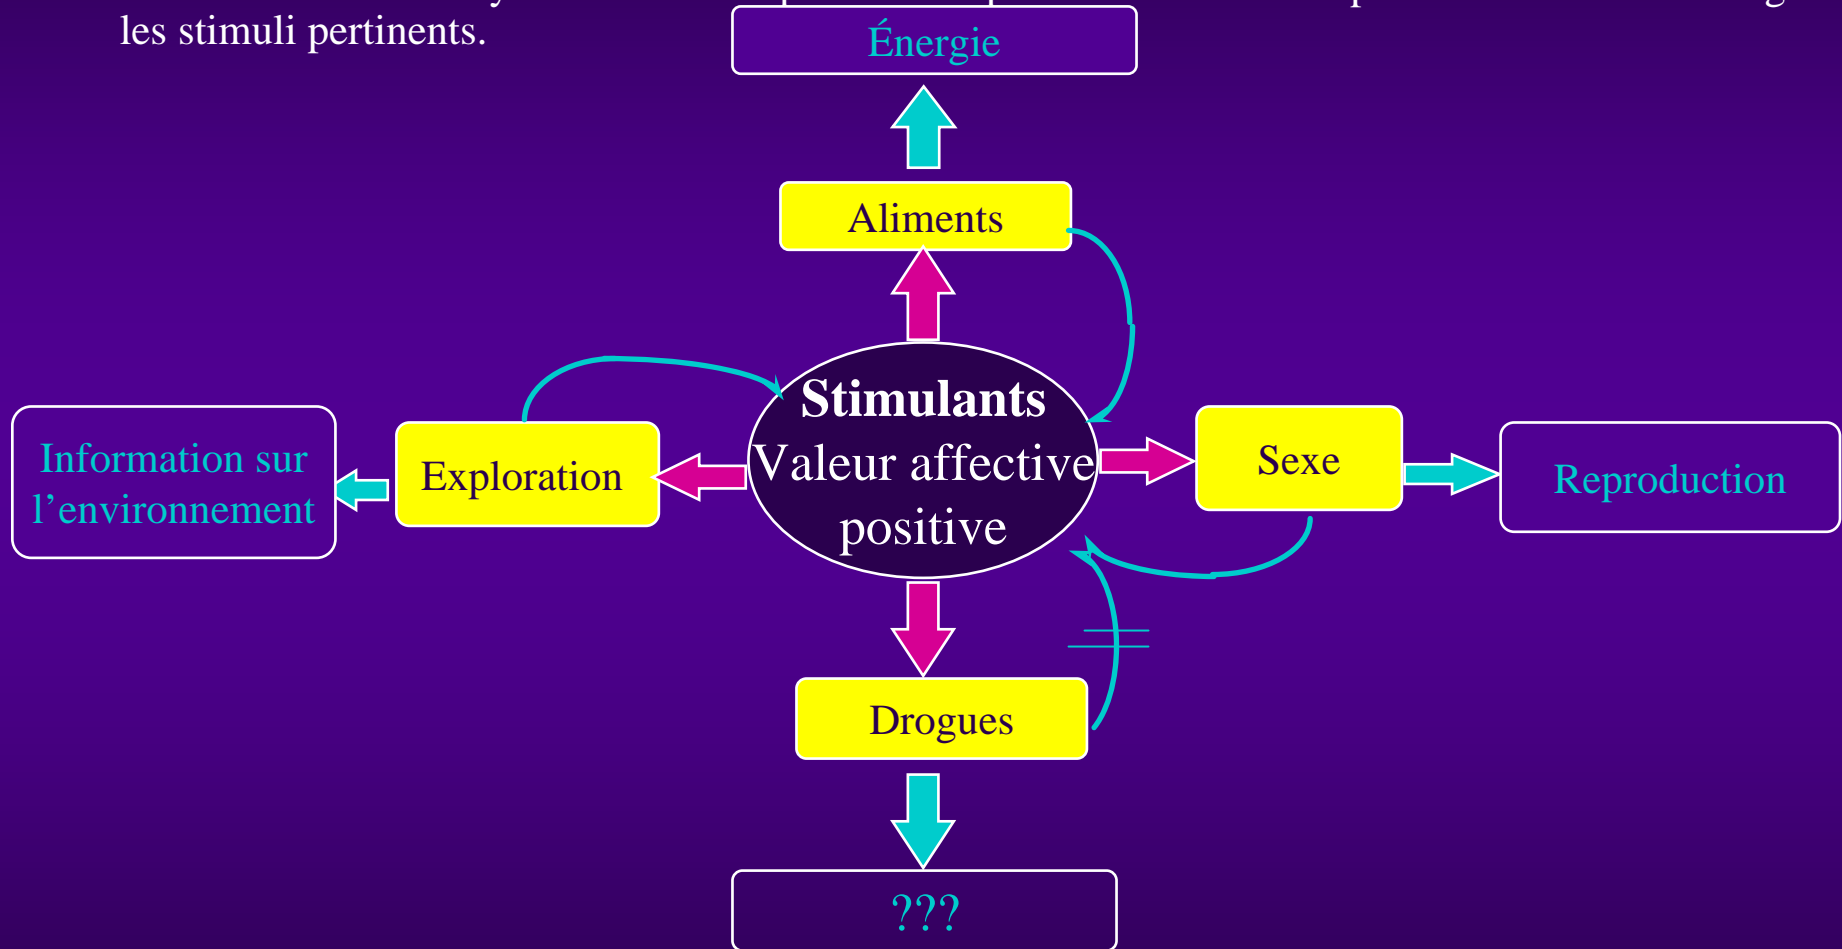 les stimuli pertinents.
Énergie
Aliments
Stimulants
Valeur affective
positive
Information sur
l’environnement
Exploration
Sexe
Reproduction
Drogues
???